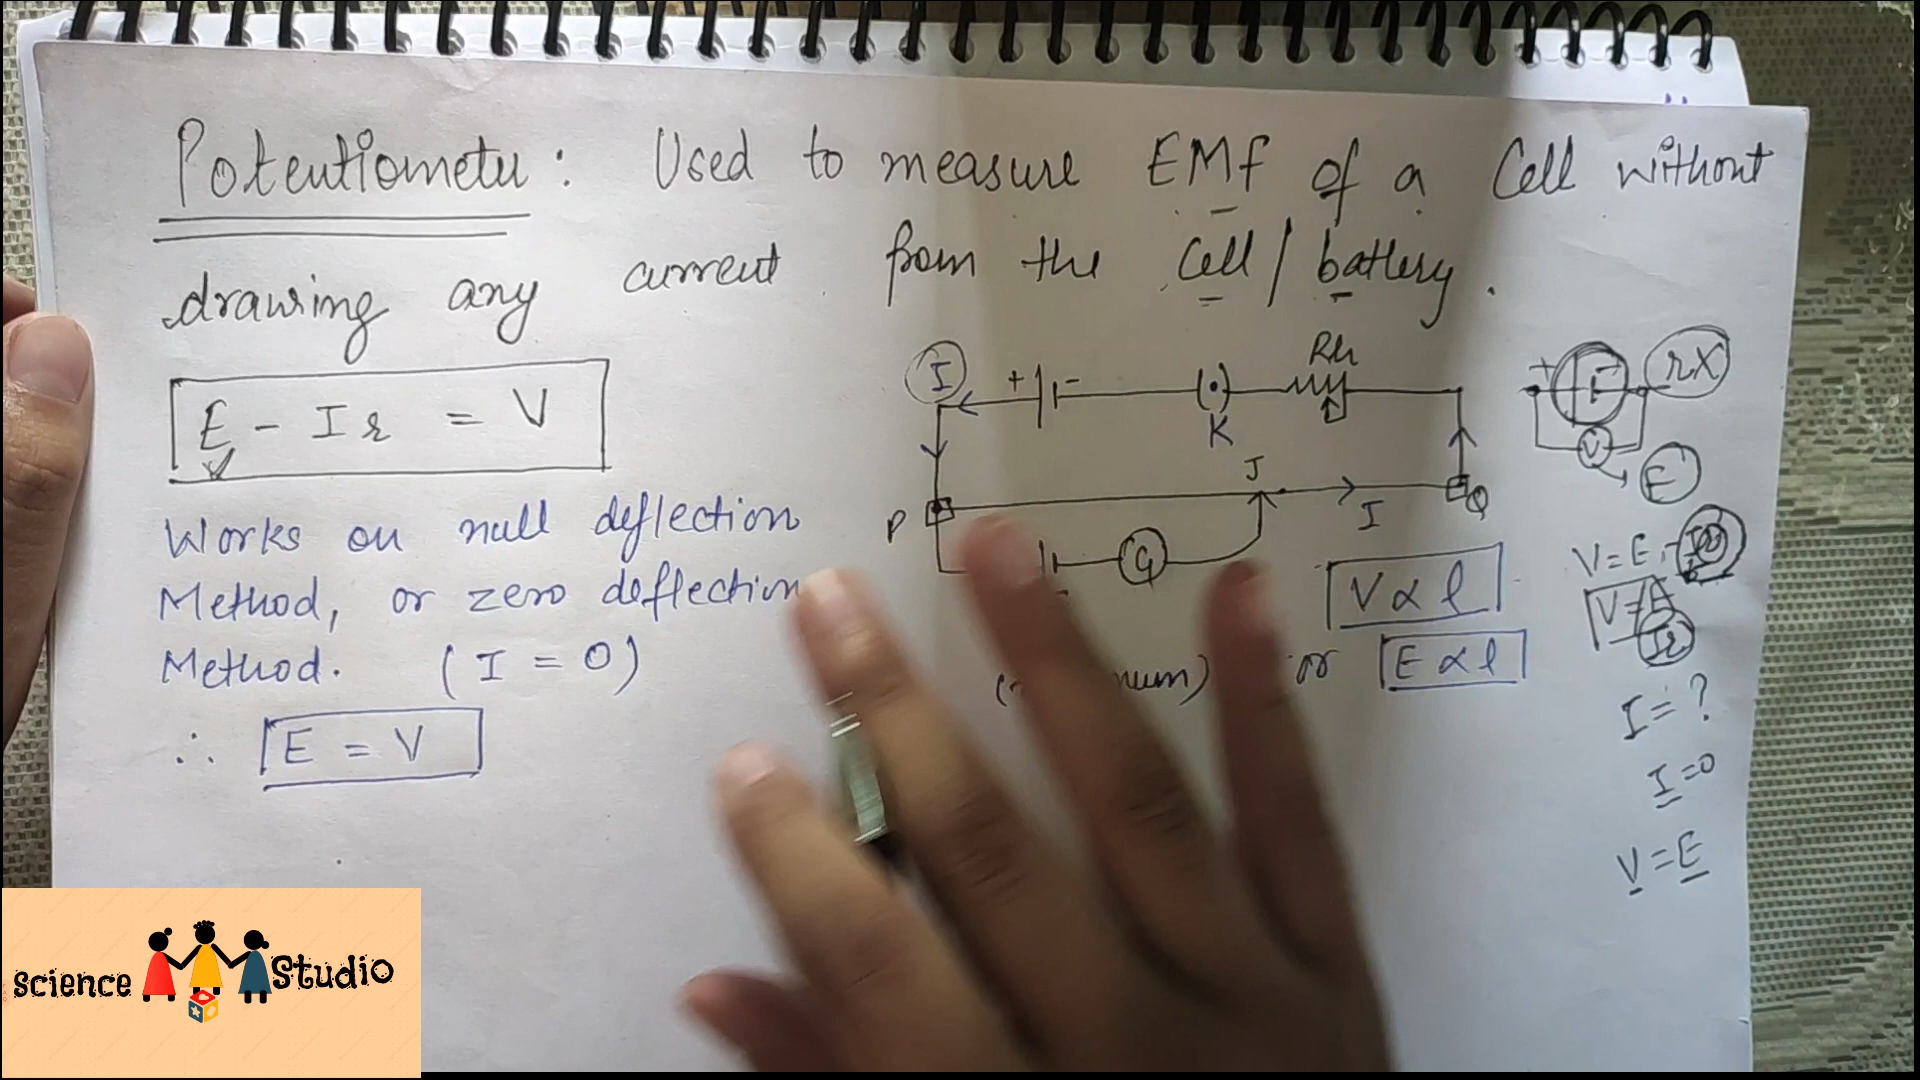 Potentiometer: Used to measure EMf of a Cell without
drawing any current from the Cell / battery.
E - Ir = V
Works on null deflection
Method, or zero deflection
Method. (I = 0)
∴ E = V
I
+ -
K
Rh
P
J
I
Q
G
V ∝ l
or E ∝ l
+ -
E
rX
V
E
V = E -
V = E
Ir
I = ?
I = 0
V = E
Science Studio